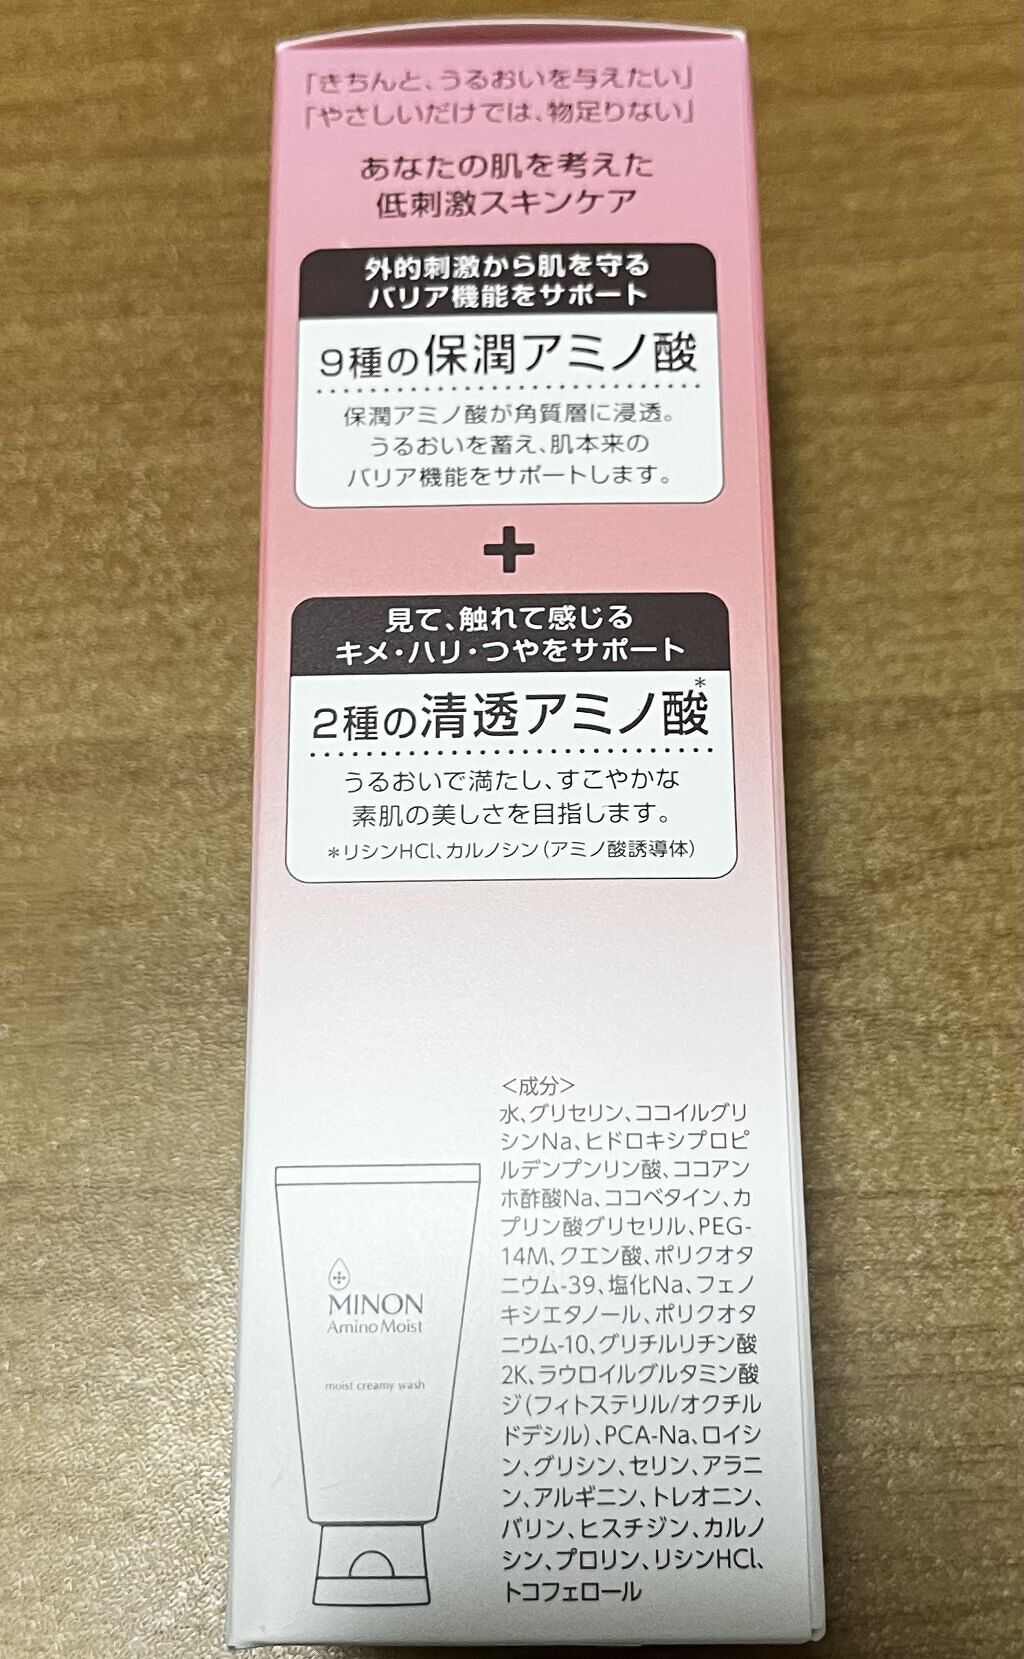 「きちんと、うるおいを与えたい」
「やさしいだけでは、物足りない」
あなたの肌を考えた
低刺激スキンケア
外的刺激から肌を守る
バリア機能をサポート
9種の保潤アミノ酸
保潤アミノ酸が角質層に浸透。
うるおいを蓄え、肌本来の
バリア機能をサポートします。
+
見て、触れて感じる
キメ・ハリ・つやをサポート
2種の清透アミノ酸*
うるおいで満たし、すこやかな
素肌の美しさを目指します。
*リシンHCl、カルノシン(アミノ酸誘導体)
<成分>
水、グリセリン、ココイルグリ
シンNa、ヒドロキシプロピ
ルデンプンリン酸、ココアン
ホ酢酸Na、ココベタイン、カ
プリン酸グリセリル、PEG-
14M、クエン酸、ポリクオタ
ニウム-39、塩化Na、フェノ
キシエタノール、ポリクオタ
ニウム-10、グリチルリチン酸
2K、ラウロイルグルタミン酸
ジ(フィトステリル/オクチル
ドデシル)、PCA-Na、ロイシ
ン、グリシン、セリン、アラニ
ン、アルギニン、トレオニン、
バリン、ヒスチジン、カルノ
シン、プロリン、リシンHCl、
トコフェロール
MINON
Amino Moist
moist creamy wash